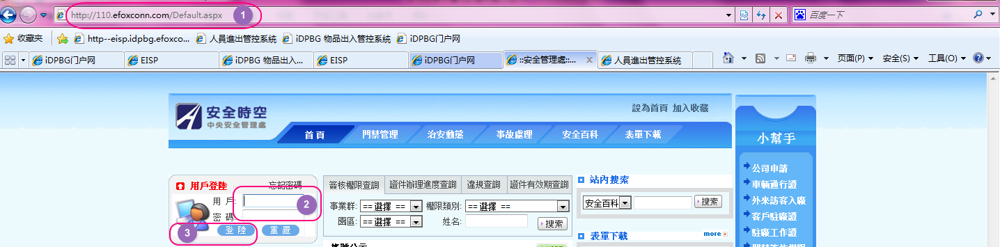 http://110.efoxconn.com/Default.aspx 1 百度一下
收藏夹 http--eisp.idpbg.efoxco... 人員進出管控系统 iDPBG 物品出入管控系统 iDPBG门户网
iDPBG门户网 EISP iDPBG 物品出入... EISP iDPBG门户网 ::安全管理處::... X 人員進出管控系统 页面(P) 安全(S) 工具(O)
安全時空 設為首頁 加入收藏
中央安全管理處
首頁 門禁管理 治安動態 事故處理 安全百科 表單下載
小幫手
公司申請
車輛通行證
外來訪客入廠
客戶駐廠證
駐廠工作證
用戶登陸 忘記密碼
用 戶: 2
密 碼:
3 登 陸 重 置
簽核權限查詢 證件辦理進度查詢 違規查詢 證件有效期查詢
事業群: == 選擇 == 權限類別: == 選擇 ==
園區: == 選擇 == 姓名: 搜索
站內搜索
安全百科 搜索
表單下載 more